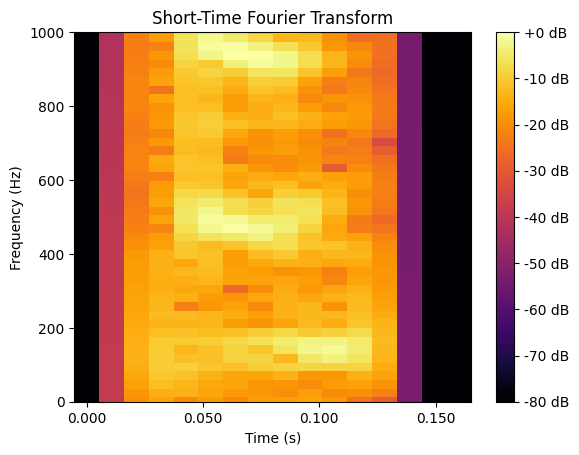 Short-Time Fourier Transform
1000
800
600
400
200
0
Frequency (Hz)
0.000
0.050
0.100
0.150
Time (s)
+0 dB
-10 dB
-20 dB
-30 dB
-40 dB
-50 dB
-60 dB
-70 dB
-80 dB